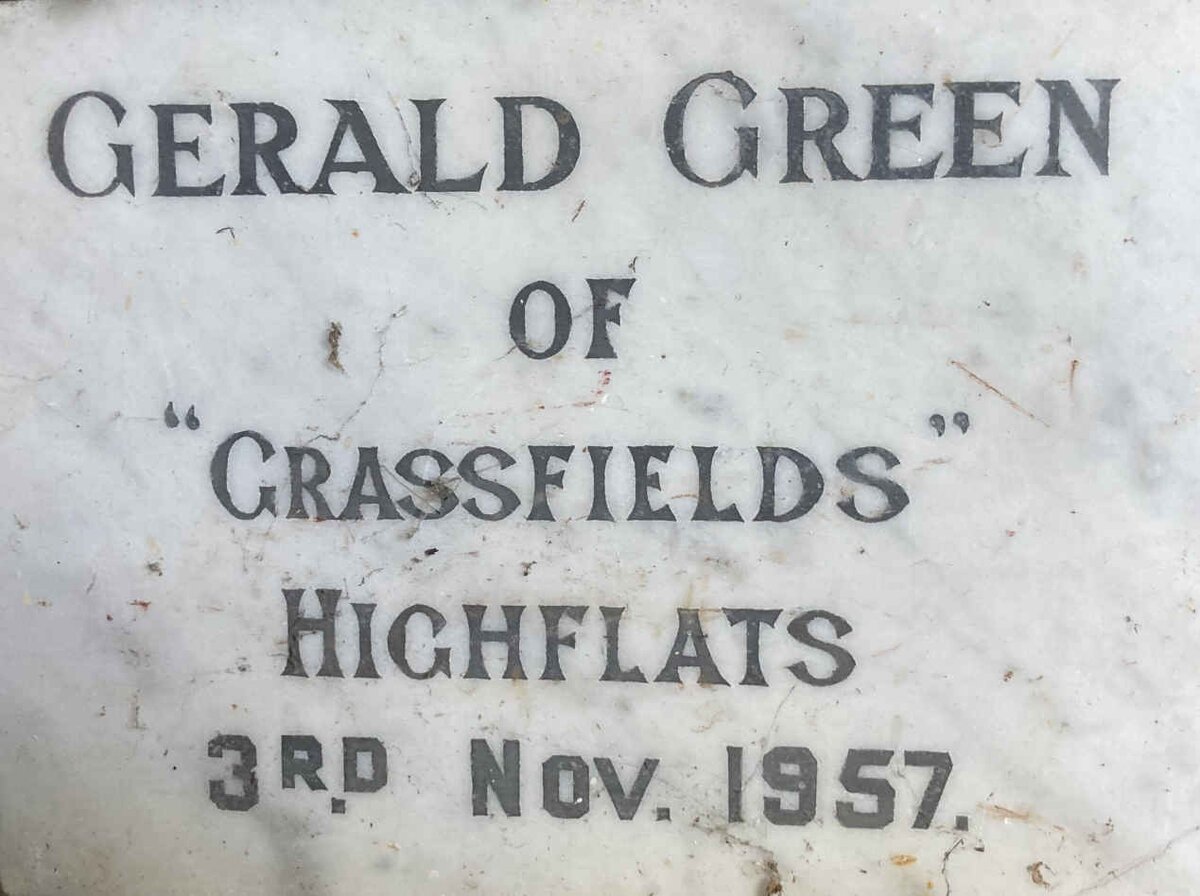 GERALD GREEN
OF
“GRASSFIELDS”
HIGHFLATS
3RD. NOV. 1957.